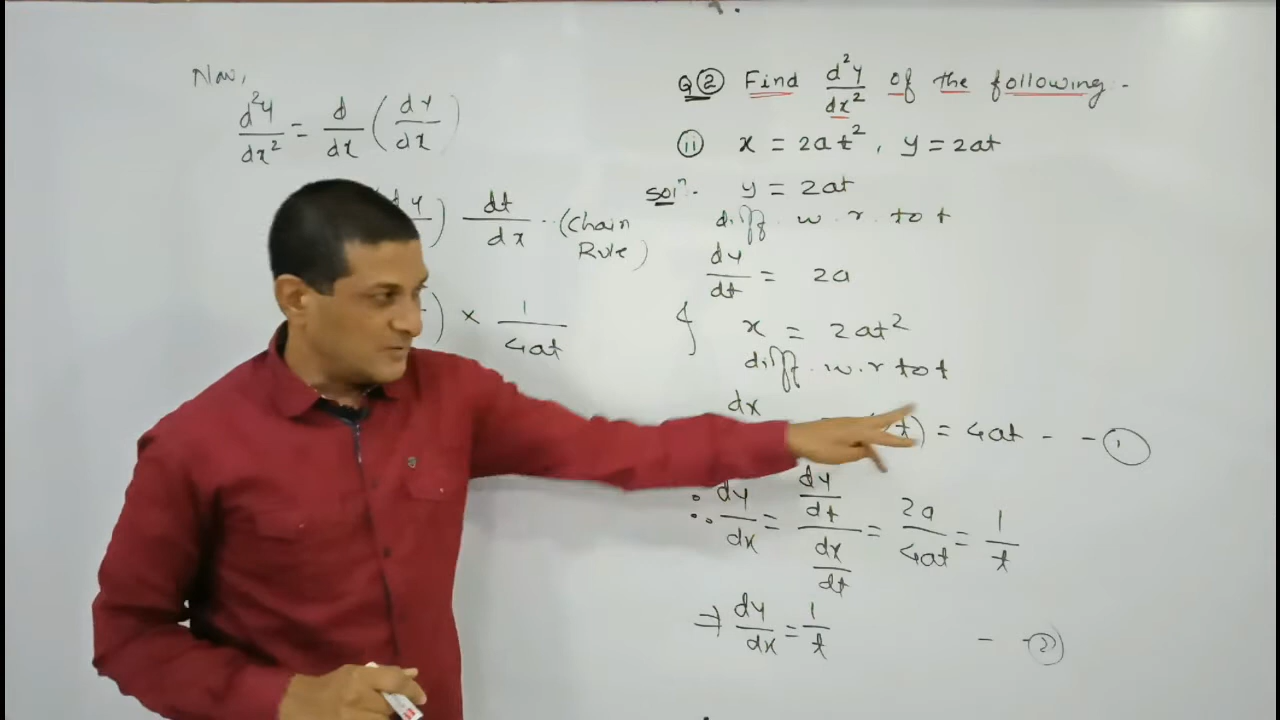 Now,
d²y/dx² = d/dx (dy/dx)
dy) dt/dx ..(Chain
Rule)
) × 1/4at
Q② Find d²y/dx² of the following.
(ii) x = 2at², y = 2at
Solⁿ. y = 2at
diff. w.r. to t
dy/dt = 2a
& x = 2at²
diff. w.r to t
dx
t) = 4at - - ①
∴ dy/dx = dy/dt / dx/dt = 2a/4at = 1/t
⇒ dy/dx = 1/t - - ②